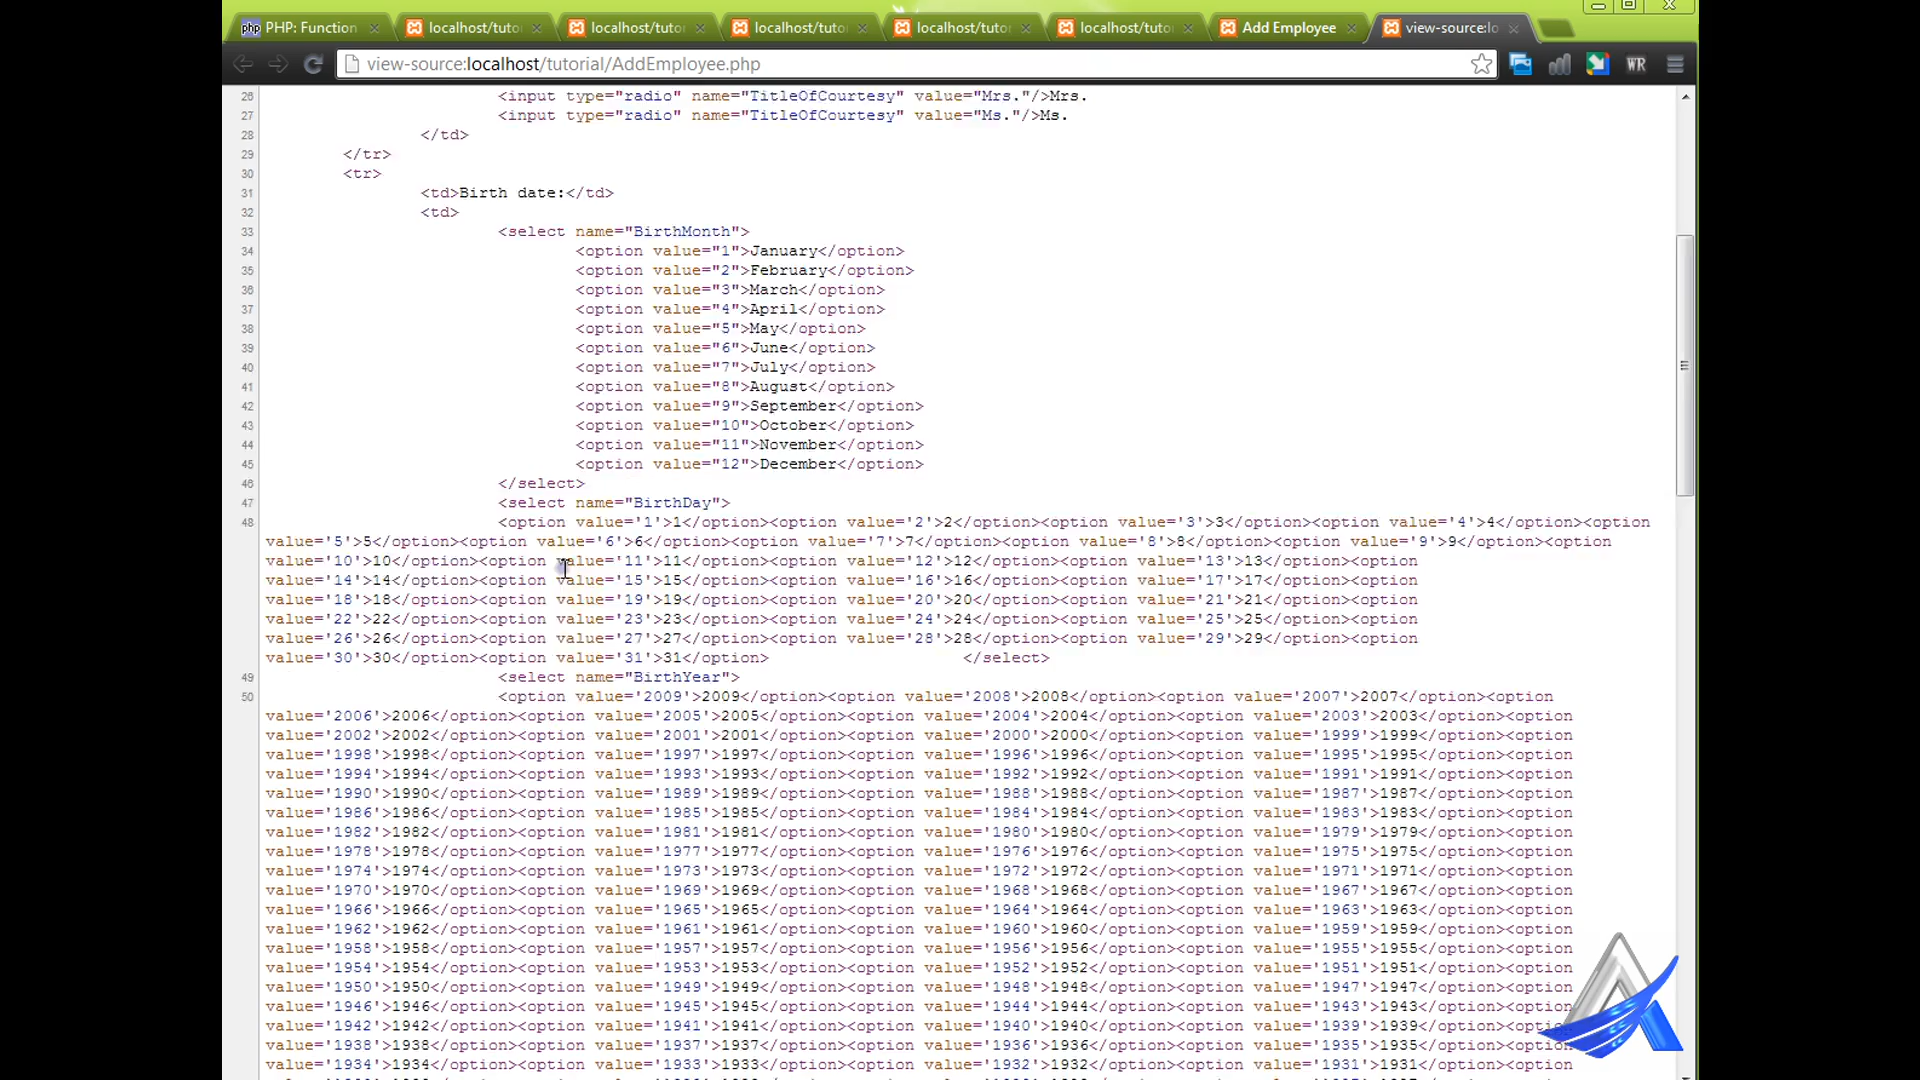 PHP: Function
localhost/tutor
localhost/tutor
localhost/tutor
localhost/tutor
localhost/tutor
Add Employee
view-source:lo
view-source:localhost/tutorial/AddEmployee.php
WR
26 <input type="radio" name="TitleOfCourtesy" value="Mrs."/>Mrs.
27 <input type="radio" name="TitleOfCourtesy" value="Ms."/>Ms.
28 </td>
29 </tr>
30 <tr>
31 <td>Birth date:</td>
32 <td>
33 <select name="BirthMonth">
34 <option value="1">January</option>
35 <option value="2">February</option>
36 <option value="3">March</option>
37 <option value="4">April</option>
38 <option value="5">May</option>
39 <option value="6">June</option>
40 <option value="7">July</option>
41 <option value="8">August</option>
42 <option value="9">September</option>
43 <option value="10">October</option>
44 <option value="11">November</option>
45 <option value="12">December</option>
46 </select>
47 <select name="BirthDay">
48 <option value='1'>1</option><option value='2'>2</option><option value='3'>3</option><option value='4'>4</option><option
value='5'>5</option><option value='6'>6</option><option value='7'>7</option><option value='8'>8</option><option value='9'>9</option><option
value='10'>10</option><option value='11'>11</option><option value='12'>12</option><option value='13'>13</option><option
value='14'>14</option><option value='15'>15</option><option value='16'>16</option><option value='17'>17</option><option
value='18'>18</option><option value='19'>19</option><option value='20'>20</option><option value='21'>21</option><option
value='22'>22</option><option value='23'>23</option><option value='24'>24</option><option value='25'>25</option><option
value='26'>26</option><option value='27'>27</option><option value='28'>28</option><option value='29'>29</option><option
value='30'>30</option><option value='31'>31</option> </select>
49 <select name="BirthYear">
50 <option value='2009'>2009</option><option value='2008'>2008</option><option value='2007'>2007</option><option
value='2006'>2006</option><option value='2005'>2005</option><option value='2004'>2004</option><option value='2003'>2003</option><option
value='2002'>2002</option><option value='2001'>2001</option><option value='2000'>2000</option><option value='1999'>1999</option><option
value='1998'>1998</option><option value='1997'>1997</option><option value='1996'>1996</option><option value='1995'>1995</option><option
value='1994'>1994</option><option value='1993'>1993</option><option value='1992'>1992</option><option value='1991'>1991</option><option
value='1990'>1990</option><option value='1989'>1989</option><option value='1988'>1988</option><option value='1987'>1987</option><option
value='1986'>1986</option><option value='1985'>1985</option><option value='1984'>1984</option><option value='1983'>1983</option><option
value='1982'>1982</option><option value='1981'>1981</option><option value='1980'>1980</option><option value='1979'>1979</option><option
value='1978'>1978</option><option value='1977'>1977</option><option value='1976'>1976</option><option value='1975'>1975</option><option
value='1974'>1974</option><option value='1973'>1973</option><option value='1972'>1972</option><option value='1971'>1971</option><option
value='1970'>1970</option><option value='1969'>1969</option><option value='1968'>1968</option><option value='1967'>1967</option><option
value='1966'>1966</option><option value='1965'>1965</option><option value='1964'>1964</option><option value='1963'>1963</option><option
value='1962'>1962</option><option value='1961'>1961</option><option value='1960'>1960</option><option value='1959'>1959</option><option
value='1958'>1958</option><option value='1957'>1957</option><option value='1956'>1956</option><option value='1955'>1955</option><option
value='1954'>1954</option><option value='1953'>1953</option><option value='1952'>1952</option><option value='1951'>1951</option><option
value='1950'>1950</option><option value='1949'>1949</option><option value='1948'>1948</option><option value='1947'>1947</option><option
value='1946'>1946</option><option value='1945'>1945</option><option value='1944'>1944</option><option value='1943'>1943</option><option
value='1942'>1942</option><option value='1941'>1941</option><option value='1940'>1940</option><option value='1939'>1939</option><option
value='1938'>1938</option><option value='1937'>1937</option><option value='1936'>1936</option><option value='1935'>1935</option><option
value='1934'>1934</option><option value='1933'>1933</option><option value='1932'>1932</option><option value='1931'>1931</option><option